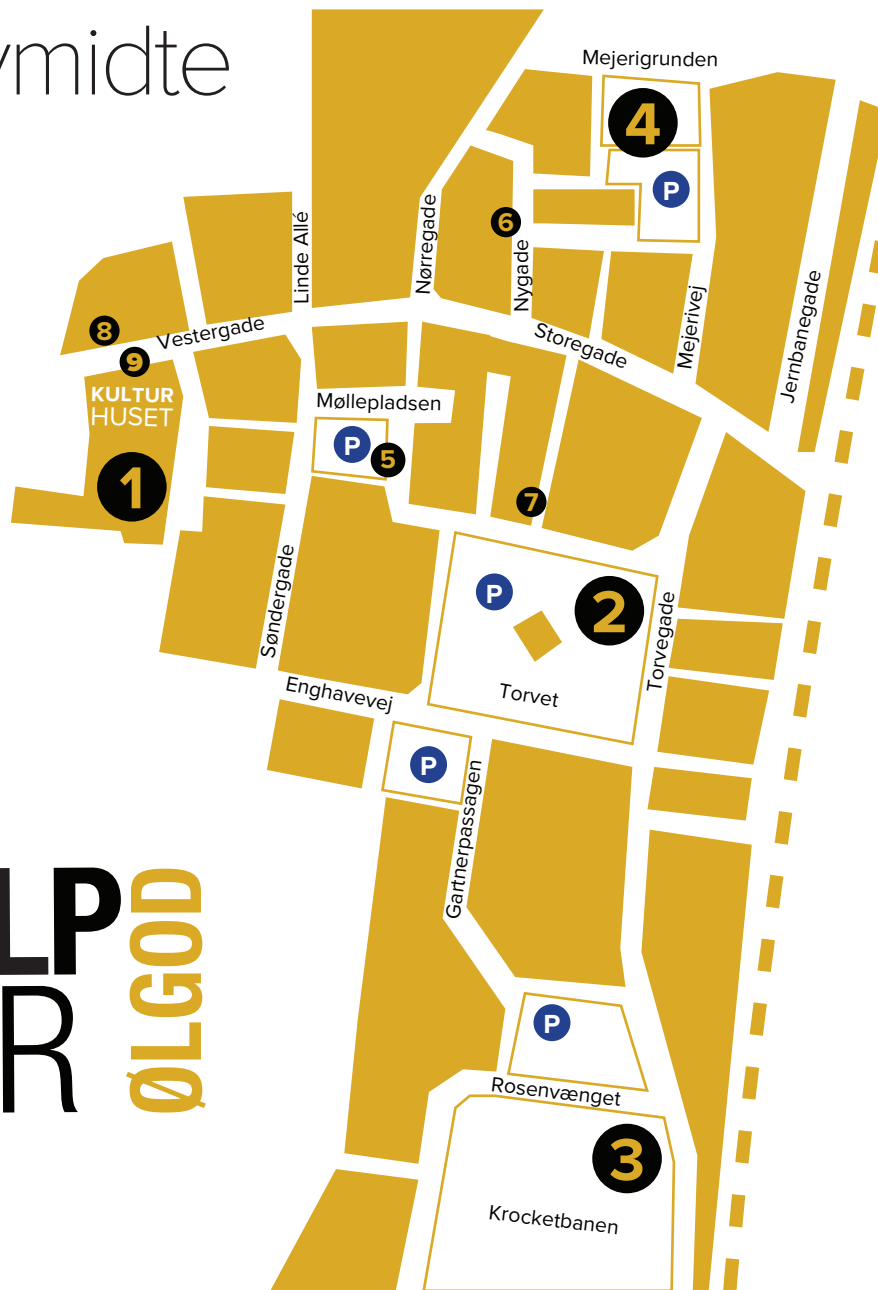 ymidte
Mejerigrunden
4
P
Nørregade
6
Nygade
Linde Allé
8
Vestergade
9
Storegade
Mejerivej
Jernbanegade
KULTUR
HUSET
1
Møllepladsen
P
5
7
Søndergade
P
2
Torvegade
Torvet
Enghavevej
P
Gartnerpassagen
LP
R
ØLGOD
P
Rosenvænget
3
Krocketbanen